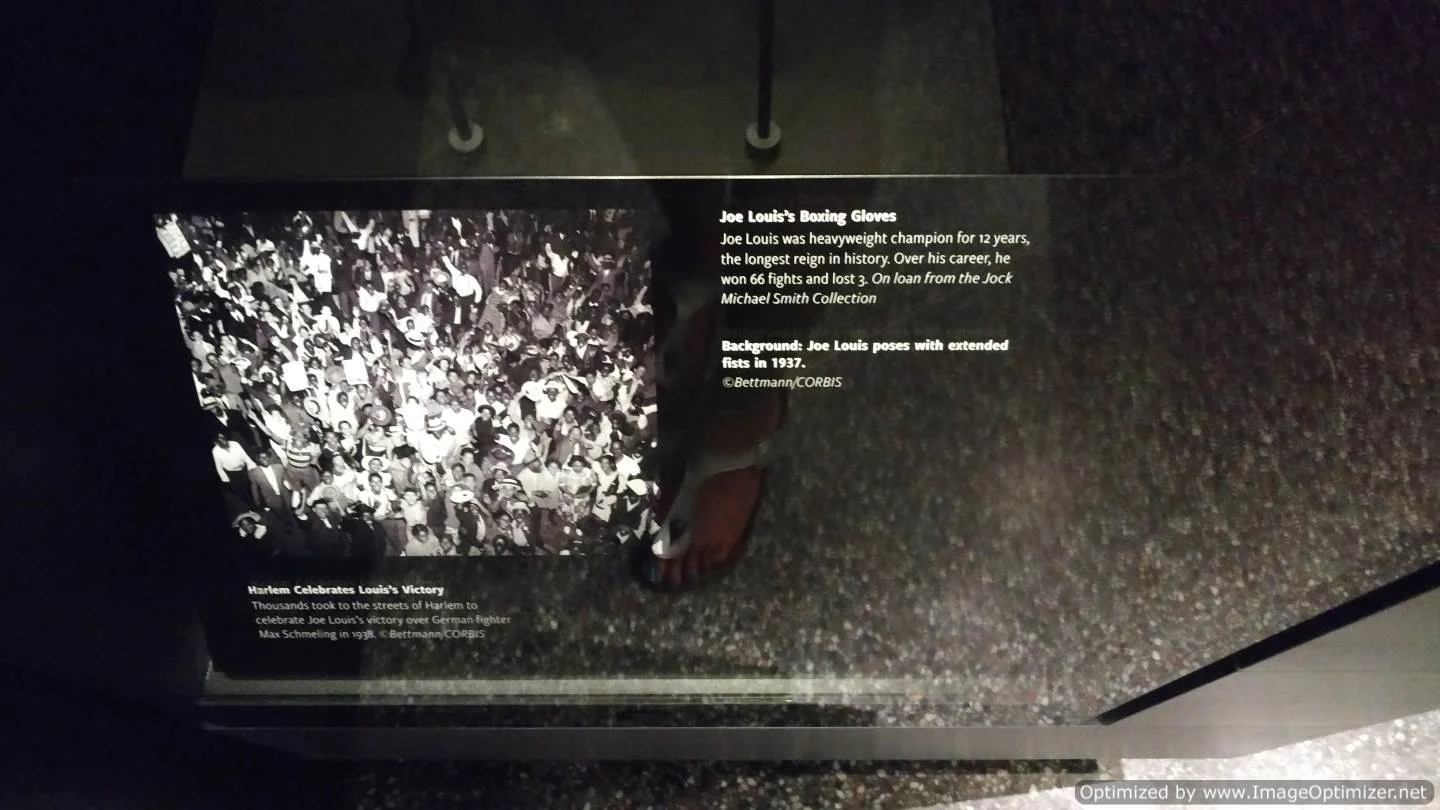 Joe Louis's Boxing Gloves
Joe Louis was heavyweight champion for 12 years,
the longest reign in history. Over his career, he
won 66 fights and lost 3. On loan from the Jock
Michael Smith Collection
Background: Joe Louis poses with extended
fists in 1937.
©Bettmann/CORBIS
Harlem Celebrates Louis's Victory
Thousands took to the streets of Harlem to
celebrate Joe Louis's victory over German fighter
Max Schmeling in 1938. ©Bettmann/CORBIS
Optimized by www.ImageOptimizer.net